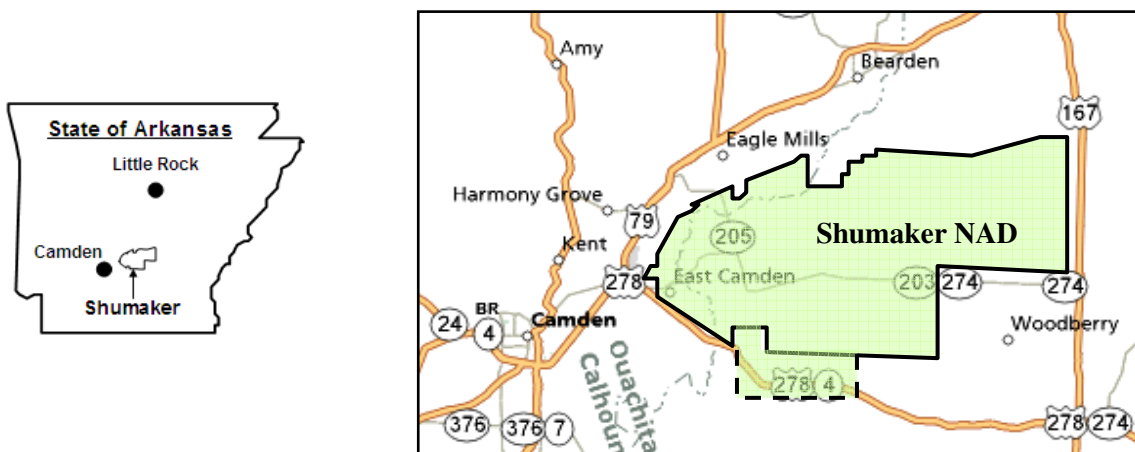 State of Arkansas
Little Rock
Camden
Shumaker
Amy
Bearden
167
Eagle Mills
Harmony Grove
79
205
Shumaker NAD
Kent
278
East Camden
203
274
274
24
BR
4
Camden
Woodberry
Ouachita
Calhoun
278
4
376
376
7
278
274